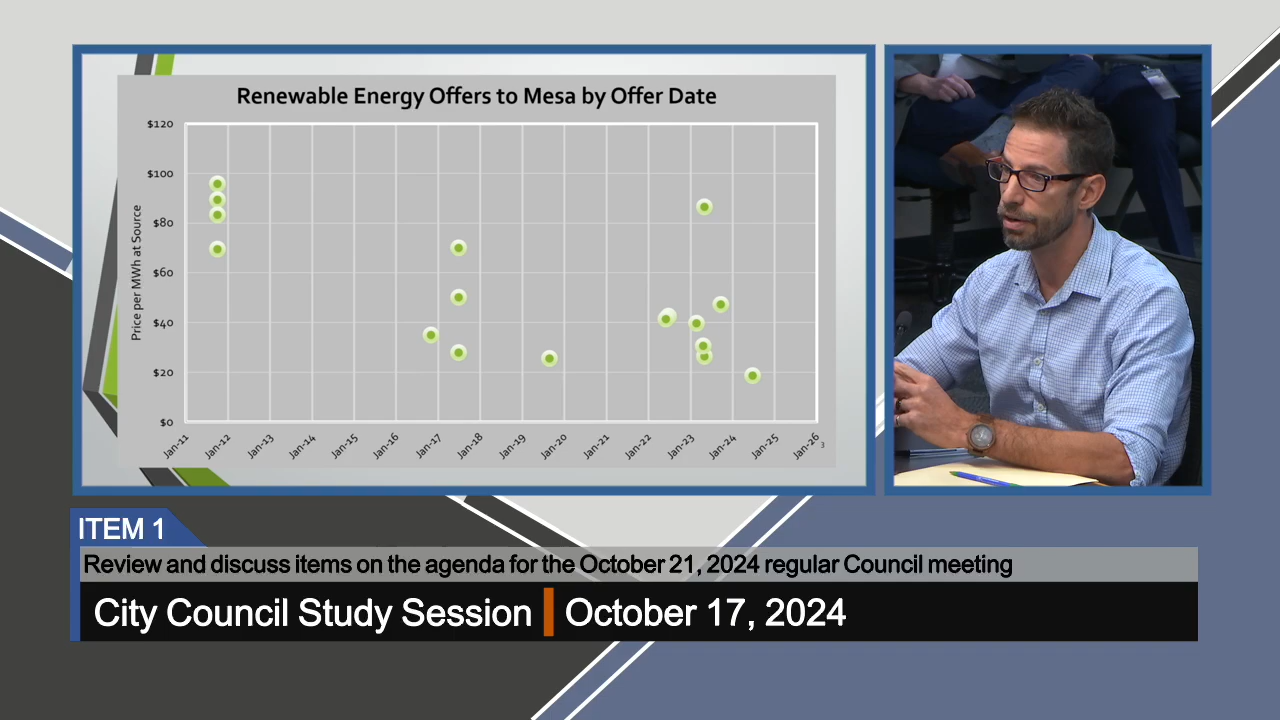 Renewable Energy Offers to Mesa by Offer Date
Price per MWh at Source
$120
$100
$80
$60
$40
$20
$0
Jan-11
Jan-12
Jan-13
Jan-14
Jan-15
Jan-16
Jan-17
Jan-18
Jan-19
Jan-20
Jan-21
Jan-22
Jan-23
Jan-24
Jan-25
Jan-26
3
ITEM 1
Review and discuss items on the agenda for the October 21, 2024 regular Council meeting
City Council Study Session
October 17, 2024